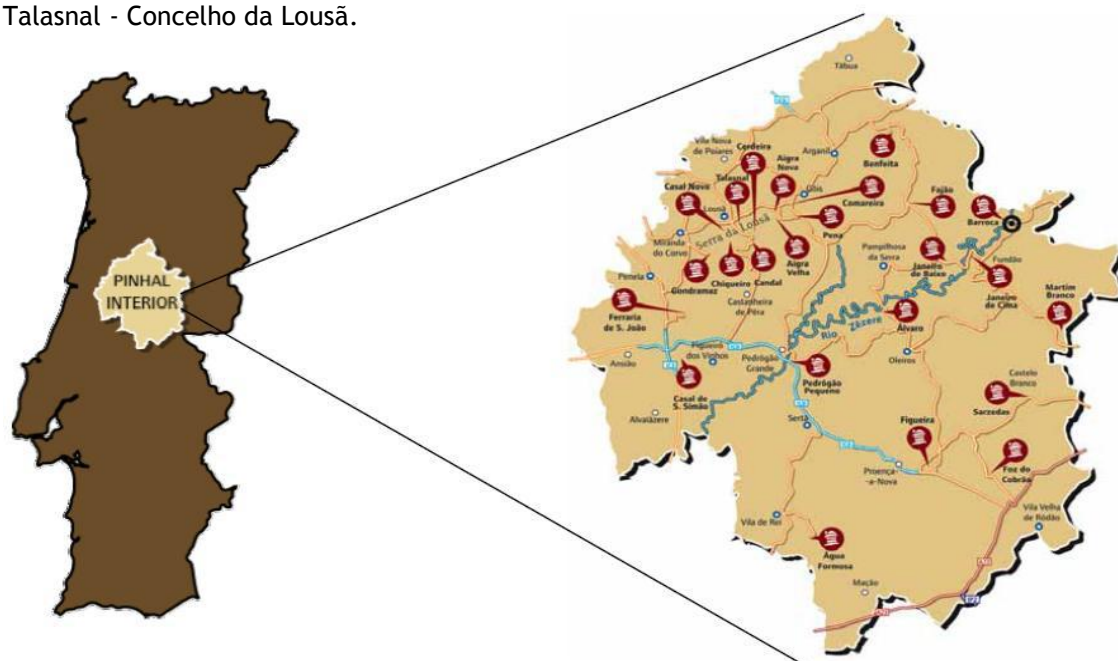 Talasnal - Concelho da Lousã.
PINHAL
INTERIOR
Tábua
Vila Nova
de Poiares
Cerdeira
Arganil
Benfeita
Aigra
Nova
Talasnal
Casal Novo
Góis
Comareira
Fajão
Lousã
Barroca
Serra da Lousã
Pena
Miranda
do Corvo
Pampilhosa
da Serra
Aigra
Velha
Janeiro
de Baixo
Fundão
Penela
Gondramaz
Chiqueiro
Candal
Janeiro
de Cima
Martim
Branco
Castanheira
de Pêra
Ferraria
de S. João
Rio
Zêzere
Álvaro
Ansião
Figueiró
dos Vinhos
Pedrógão
Grande
Oleiros
Pedrógão
Pequeno
Castelo
Branco
Casal de
S. Simão
Sarzedas
Alvaiázere
Sertã
Figueira
Foz do
Cobrão
Proença-
-a-Nova
Vila Velha
de Ródão
Vila de Rei
Água
Formosa
Mação